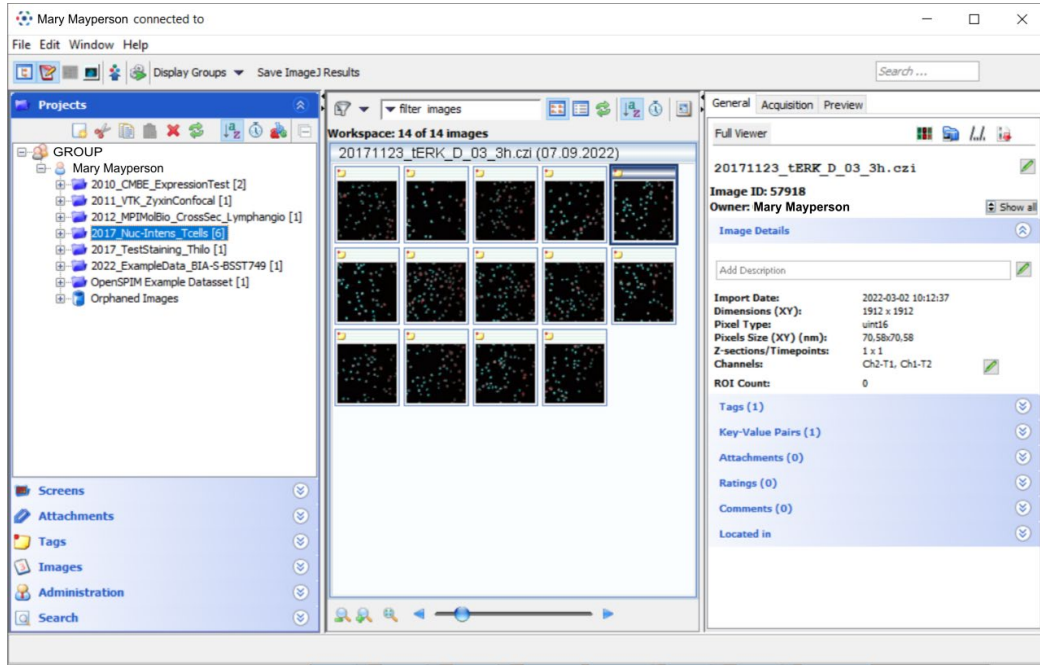 Mary Mayperson connected to
File Edit Window Help
Display Groups Save ImageJ Results
Search ...
Projects
GROUP
Mary Mayperson
2010_CMBE_ExpressionTest [2]
2011_VTK_ZyxinConfocal [1]
2012_MPIMolBio_CrossSec_Lymphangio [1]
2017_Nuc-Intens_Tcells [6]
2017_TestStaining_Thilo [1]
2022_ExampleData_BIA-S-BSST749 [1]
OpenSPIM Example Datasset [1]
Orphaned Images
Screens
Attachments
Tags
Images
Administration
Search
filter images
Workspace: 14 of 14 images
20171123_tERK_D_03_3h.czi (07.09.2022)
General Acquisition Preview
Full Viewer
20171123_tERK_D_03_3h.czi
Image ID: 57918
Owner: Mary Mayperson
Show all
Image Details
Add Description
Import Date: 2022-03-02 10:12:37
Dimensions (XY): 1912 x 1912
Pixel Type: uint16
Pixels Size (XY) (nm): 70.58x70.58
Z-sections/Timepoints: 1 x 1
Channels: Ch2-T1, Ch1-T2
ROI Count: 0
Tags (1)
Key-Value Pairs (1)
Attachments (0)
Ratings (0)
Comments (0)
Located in